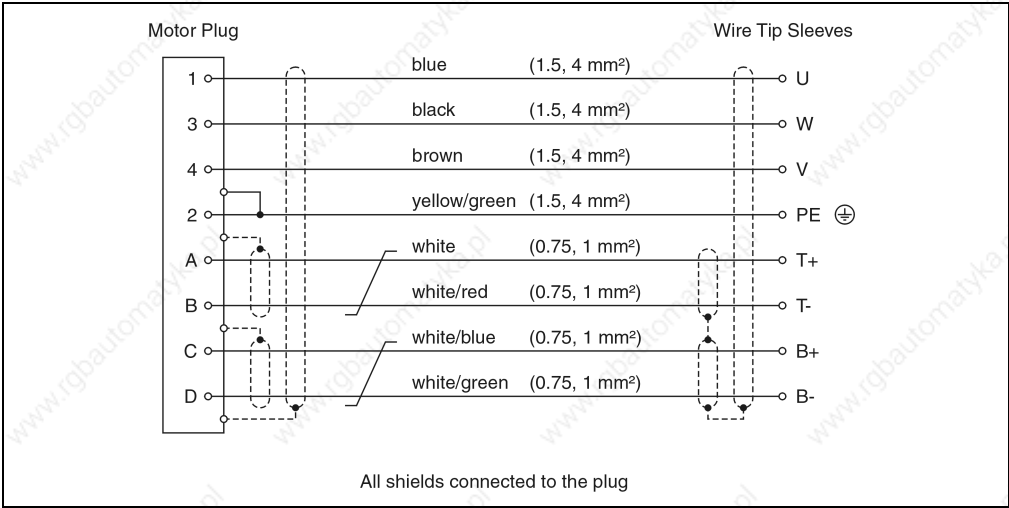 Motor Plug Wire Tip Sleeves
1 blue (1.5, 4 mm²) U
3 black (1.5, 4 mm²) W
4 brown (1.5, 4 mm²) V
2 yellow/green (1.5, 4 mm²) PE
A white (0.75, 1 mm²) T+
B white/red (0.75, 1 mm²) T-
C white/blue (0.75, 1 mm²) B+
D white/green (0.75, 1 mm²) B-
All shields connected to the plug
www.rgbautomatyka.pl